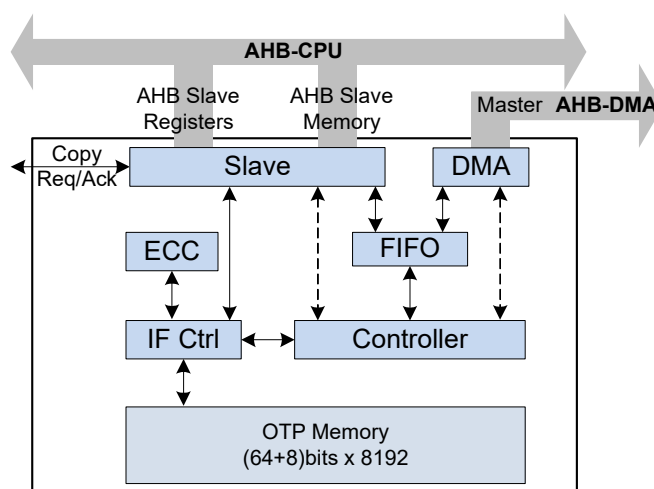 AHB-CPU
AHB Slave
Registers
AHB Slave
Memory
Master AHB-DMA
Copy
Req/Ack
Slave
DMA
ECC
FIFO
IF Ctrl
Controller
OTP Memory
(64+8)bits x 8192